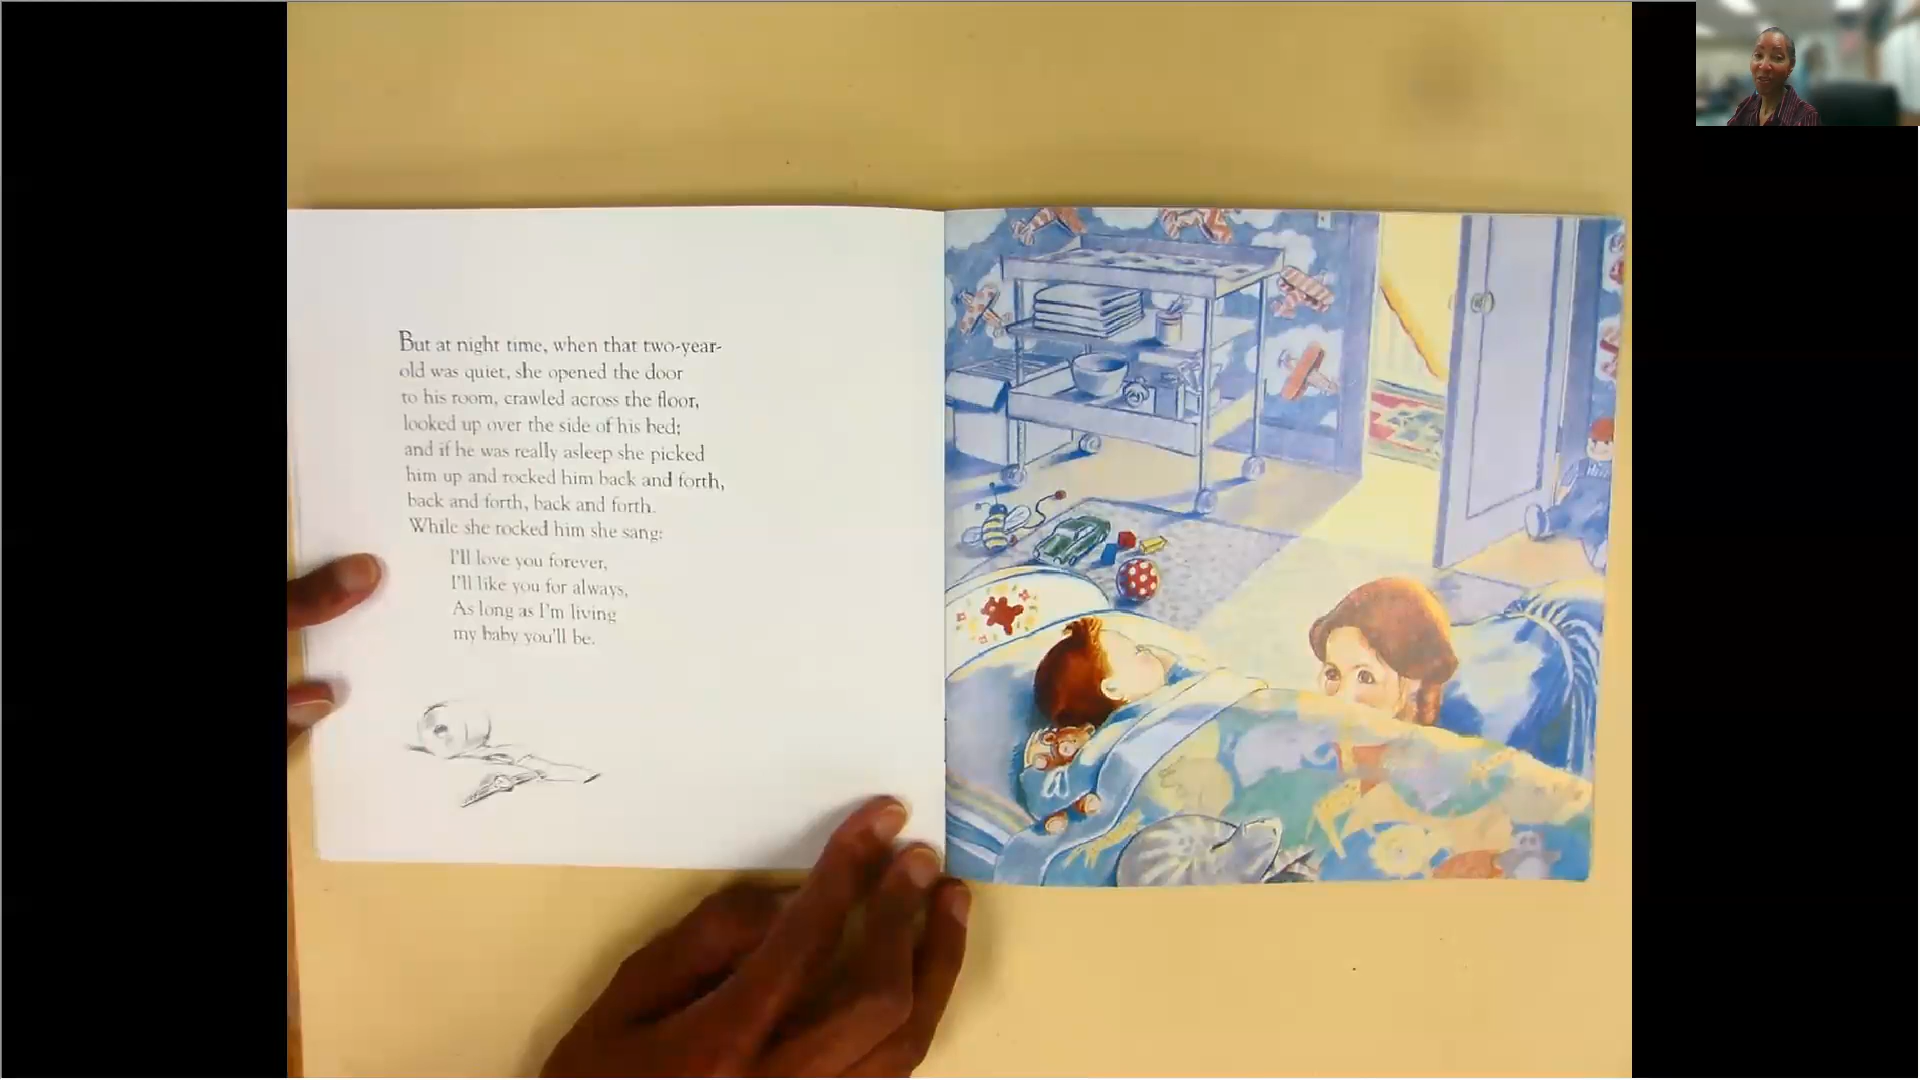 But at night time, when that two-year-
old was quiet, she opened the door
to his room, crawled across the floor,
looked up over the side of his bed;
and if he was really asleep she picked
him up and rocked him back and forth,
back and forth, back and forth.
While she rocked him she sang:
I'll love you forever,
I'll like you for always,
As long as I'm living
my baby you'll be.